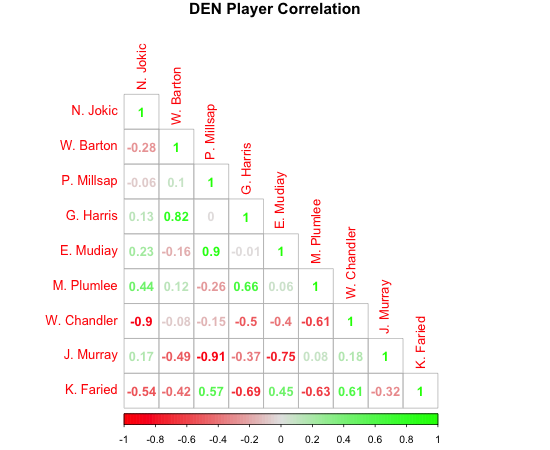 DEN Player Correlation
N. Jokic
W. Barton
P. Millsap
G. Harris
E. Mudiay
M. Plumlee
W. Chandler
J. Murray
K. Faried
N. Jokic 1
W. Barton -0.28 1
P. Millsap -0.06 0.1 1
G. Harris 0.13 0.82 0 1
E. Mudiay 0.23 -0.16 0.9 -0.01 1
M. Plumlee 0.44 0.12 -0.26 0.66 0.06 1
W. Chandler -0.9 -0.08 -0.15 -0.5 -0.4 -0.61 1
J. Murray 0.17 -0.49 -0.91 -0.37 -0.75 0.08 0.18 1
K. Faried -0.54 -0.42 0.57 -0.69 0.45 -0.63 0.61 -0.32 1
-1 -0.8 -0.6 -0.4 -0.2 0 0.2 0.4 0.6 0.8 1